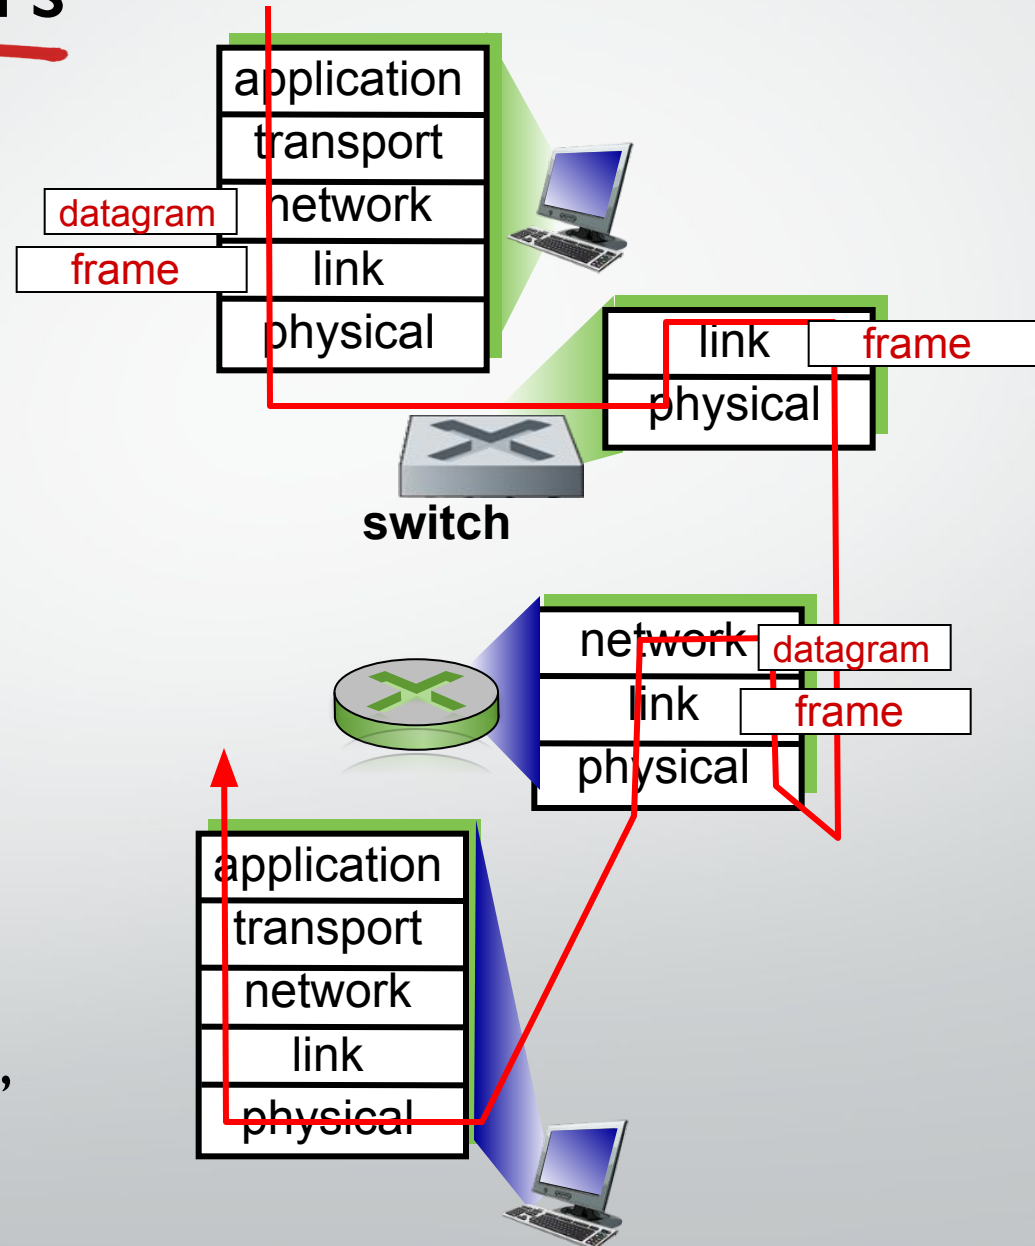 rs
application
transport
datagram network
frame link
physical
link frame
physical
switch
network datagram
link frame
physical
application
transport
network
link
,
physical